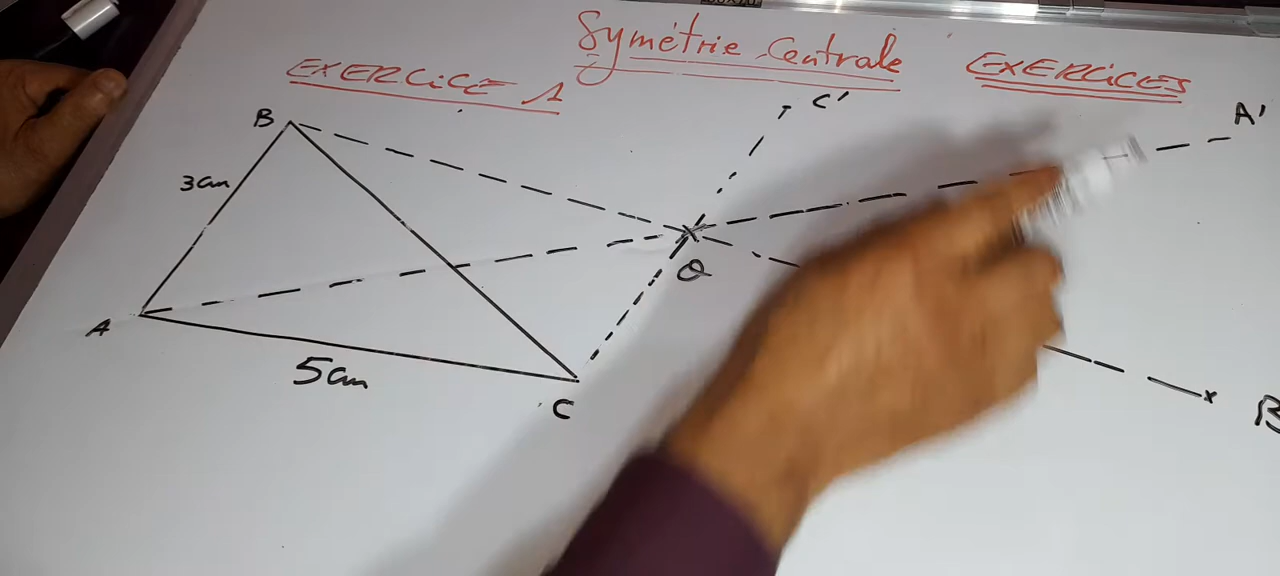 Symétrie Centrale
EXERCICES
EXERCICE 1
B
C'
A'
3cm
O
A
5cm
C
B